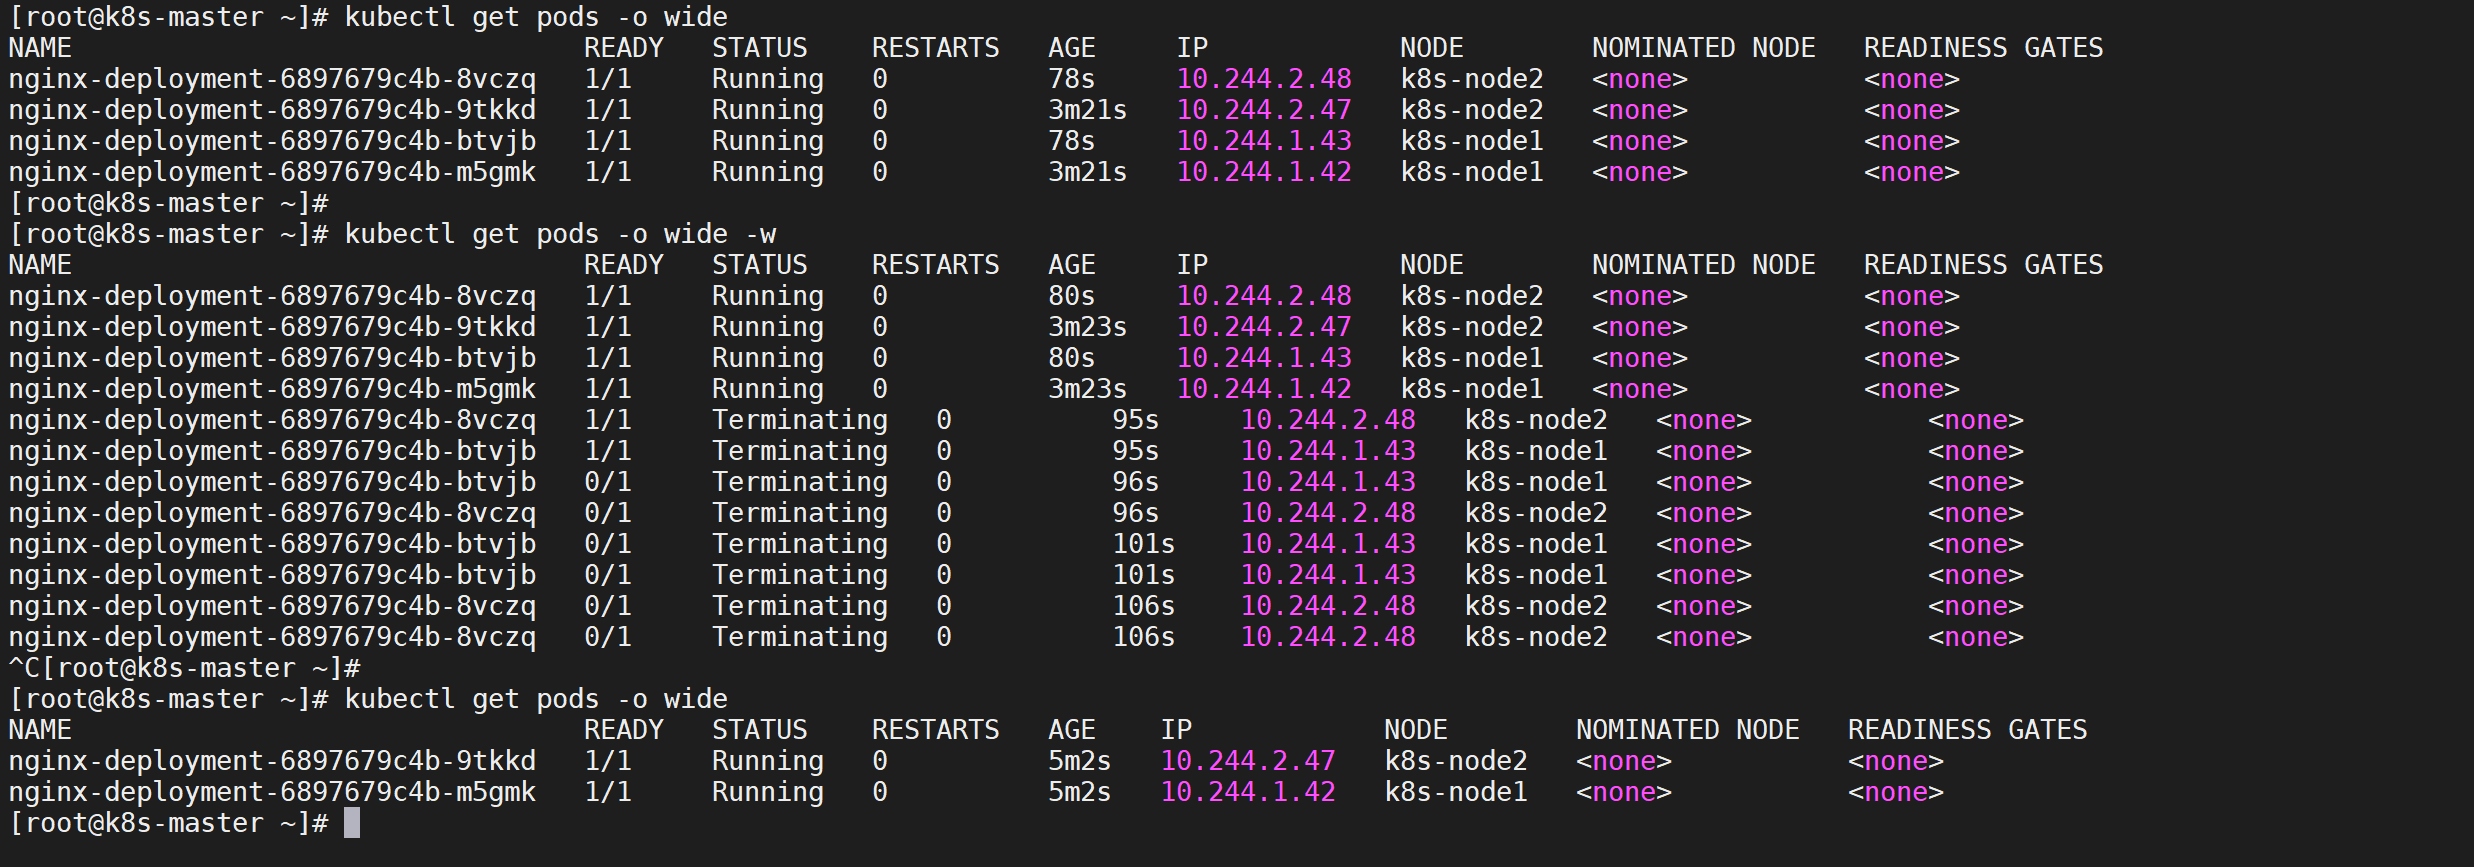 [root@k8s-master ~]# kubectl get pods -o wide
NAME                                READY   STATUS    RESTARTS   AGE     IP            NODE        NOMINATED NODE   READINESS GATES
nginx-deployment-6897679c4b-8vczq   1/1     Running   0          78s     10.244.2.48   k8s-node2   <none>           <none>
nginx-deployment-6897679c4b-9tkkd   1/1     Running   0          3m21s   10.244.2.47   k8s-node2   <none>           <none>
nginx-deployment-6897679c4b-btvjb   1/1     Running   0          78s     10.244.1.43   k8s-node1   <none>           <none>
nginx-deployment-6897679c4b-m5gmk   1/1     Running   0          3m21s   10.244.1.42   k8s-node1   <none>           <none>
[root@k8s-master ~]#
[root@k8s-master ~]# kubectl get pods -o wide -w
NAME                                READY   STATUS    RESTARTS   AGE     IP            NODE        NOMINATED NODE   READINESS GATES
nginx-deployment-6897679c4b-8vczq   1/1     Running   0          80s     10.244.2.48   k8s-node2   <none>           <none>
nginx-deployment-6897679c4b-9tkkd   1/1     Running   0          3m23s   10.244.2.47   k8s-node2   <none>           <none>
nginx-deployment-6897679c4b-btvjb   1/1     Running   0          80s     10.244.1.43   k8s-node1   <none>           <none>
nginx-deployment-6897679c4b-m5gmk   1/1     Running   0          3m23s   10.244.1.42   k8s-node1   <none>           <none>
nginx-deployment-6897679c4b-8vczq   1/1     Terminating   0          95s     10.244.2.48   k8s-node2   <none>           <none>
nginx-deployment-6897679c4b-btvjb   1/1     Terminating   0          95s     10.244.1.43   k8s-node1   <none>           <none>
nginx-deployment-6897679c4b-btvjb   0/1     Terminating   0          96s     10.244.1.43   k8s-node1   <none>           <none>
nginx-deployment-6897679c4b-8vczq   0/1     Terminating   0          96s     10.244.2.48   k8s-node2   <none>           <none>
nginx-deployment-6897679c4b-btvjb   0/1     Terminating   0          101s    10.244.1.43   k8s-node1   <none>           <none>
nginx-deployment-6897679c4b-btvjb   0/1     Terminating   0          101s    10.244.1.43   k8s-node1   <none>           <none>
nginx-deployment-6897679c4b-8vczq   0/1     Terminating   0          106s    10.244.2.48   k8s-node2   <none>           <none>
nginx-deployment-6897679c4b-8vczq   0/1     Terminating   0          106s    10.244.2.48   k8s-node2   <none>           <none>
^C[root@k8s-master ~]#
[root@k8s-master ~]# kubectl get pods -o wide
NAME                                READY   STATUS    RESTARTS   AGE    IP            NODE        NOMINATED NODE   READINESS GATES
nginx-deployment-6897679c4b-9tkkd   1/1     Running   0          5m2s   10.244.2.47   k8s-node2   <none>           <none>
nginx-deployment-6897679c4b-m5gmk   1/1     Running   0          5m2s   10.244.1.42   k8s-node1   <none>           <none>
[root@k8s-master ~]#